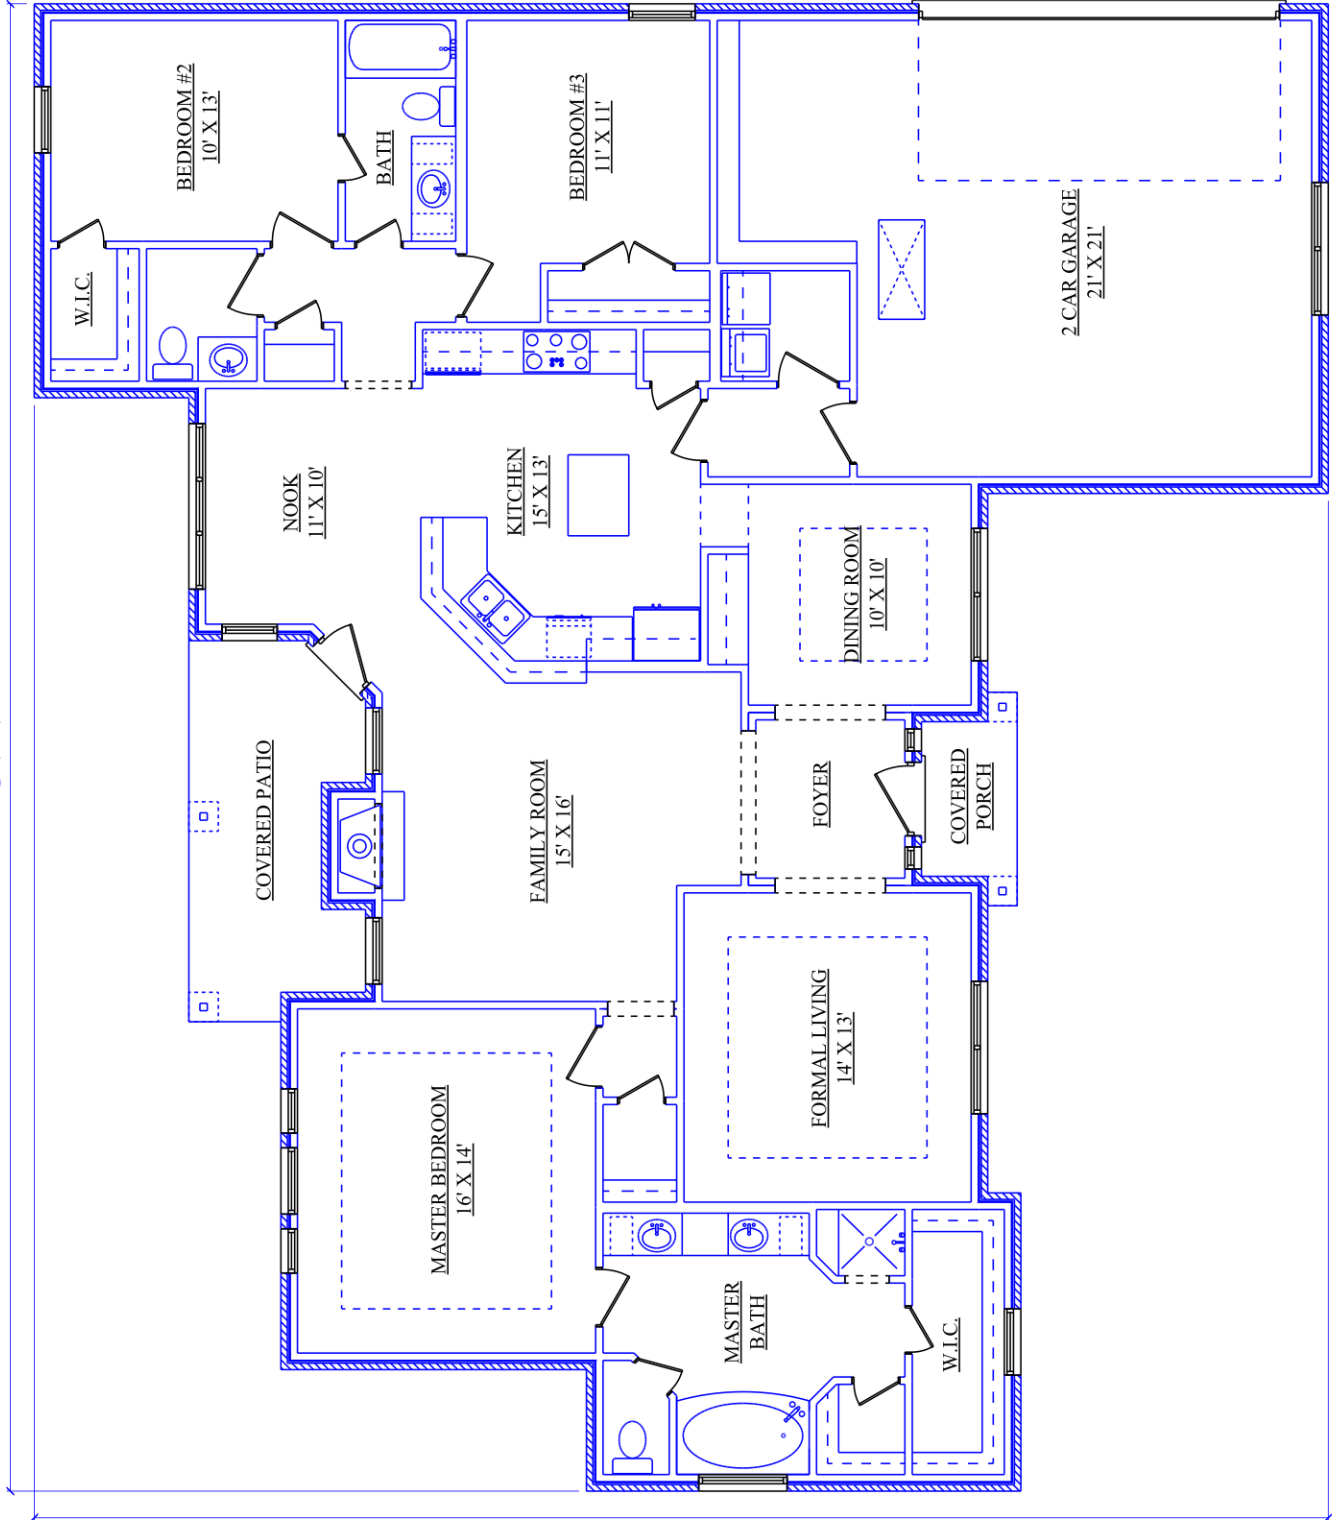 BEDROOM #2
10' X 13'
BATH
BEDROOM #3
11' X 11'
2 CAR GARAGE
21' X 21'
W.I.C.
NOOK
11' X 10'
KITCHEN
15' X 13'
DINING ROOM
10' X 10'
COVERED PATIO
FAMILY ROOM
15' X 16'
FOYER
COVERED
PORCH
MASTER BEDROOM
16' X 14'
FORMAL LIVING
14' X 13'
MASTER
BATH
W.I.C.